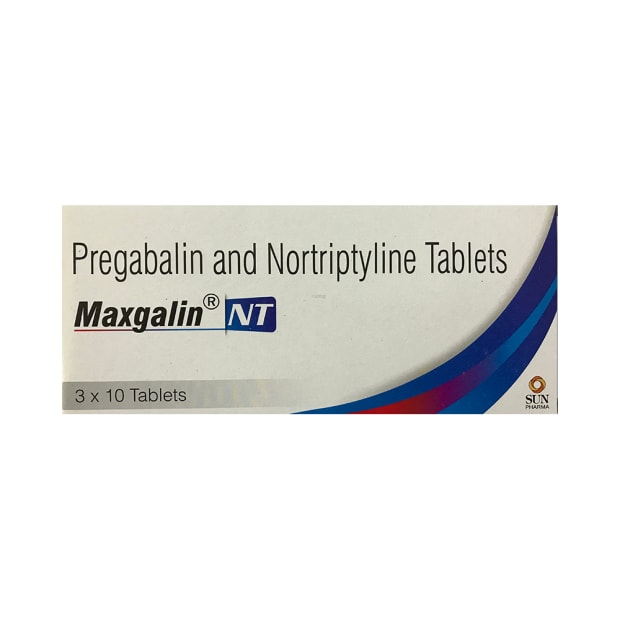 Pregabalin and Nortriptyline Tablets
Maxgalin® NT
3 x 10 Tablets
SUN
PHARMA